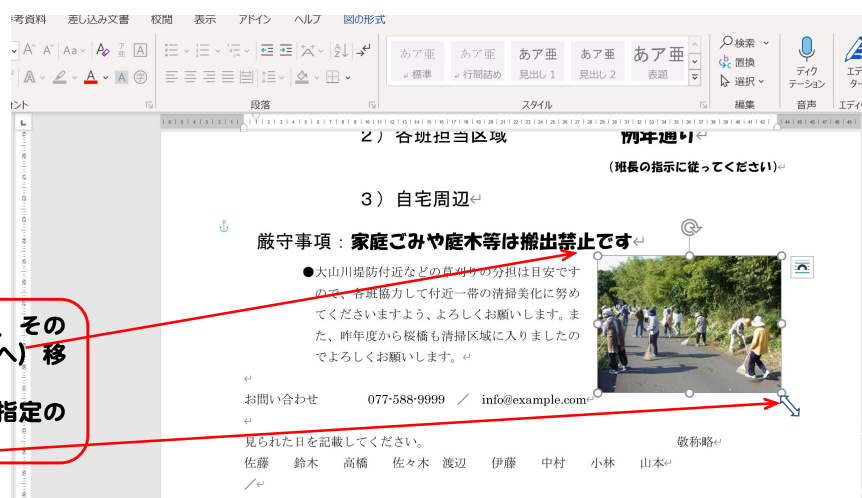 考資料 差し込み文書 校閲 表示 アドイン ヘルプ 図の形式
あア亜 あア亜 あア亜 あア亜 あア亜
標準 行間詰め 見出し 1 見出し 2 表題
検索
置換
選択
ディク
テーション
エデ
ター
ント 段落 スタイル 編集 音声 エディ
2）各班担当区域 例年通り
(班長の指示に従ってください)
3）自宅周辺
厳守事項：家庭ごみや庭木等は搬出禁止です
●大山川堤防付近などの草刈りの分担は目安です
ので、各班協力して付近一帯の清掃美化に努め
てくださいますよう、よろしくお願いします。ま
た、昨年度から桜橋も清掃区域に入りましたの
でよろしくお願いします。
、その
へ）移
指定の
お問い合わせ 077-588-9999 ／ info@example.com
見られた日を記載してください。 敬称略
佐藤 鈴木 高橋 佐々木 渡辺 伊藤 中村 小林 山本
／